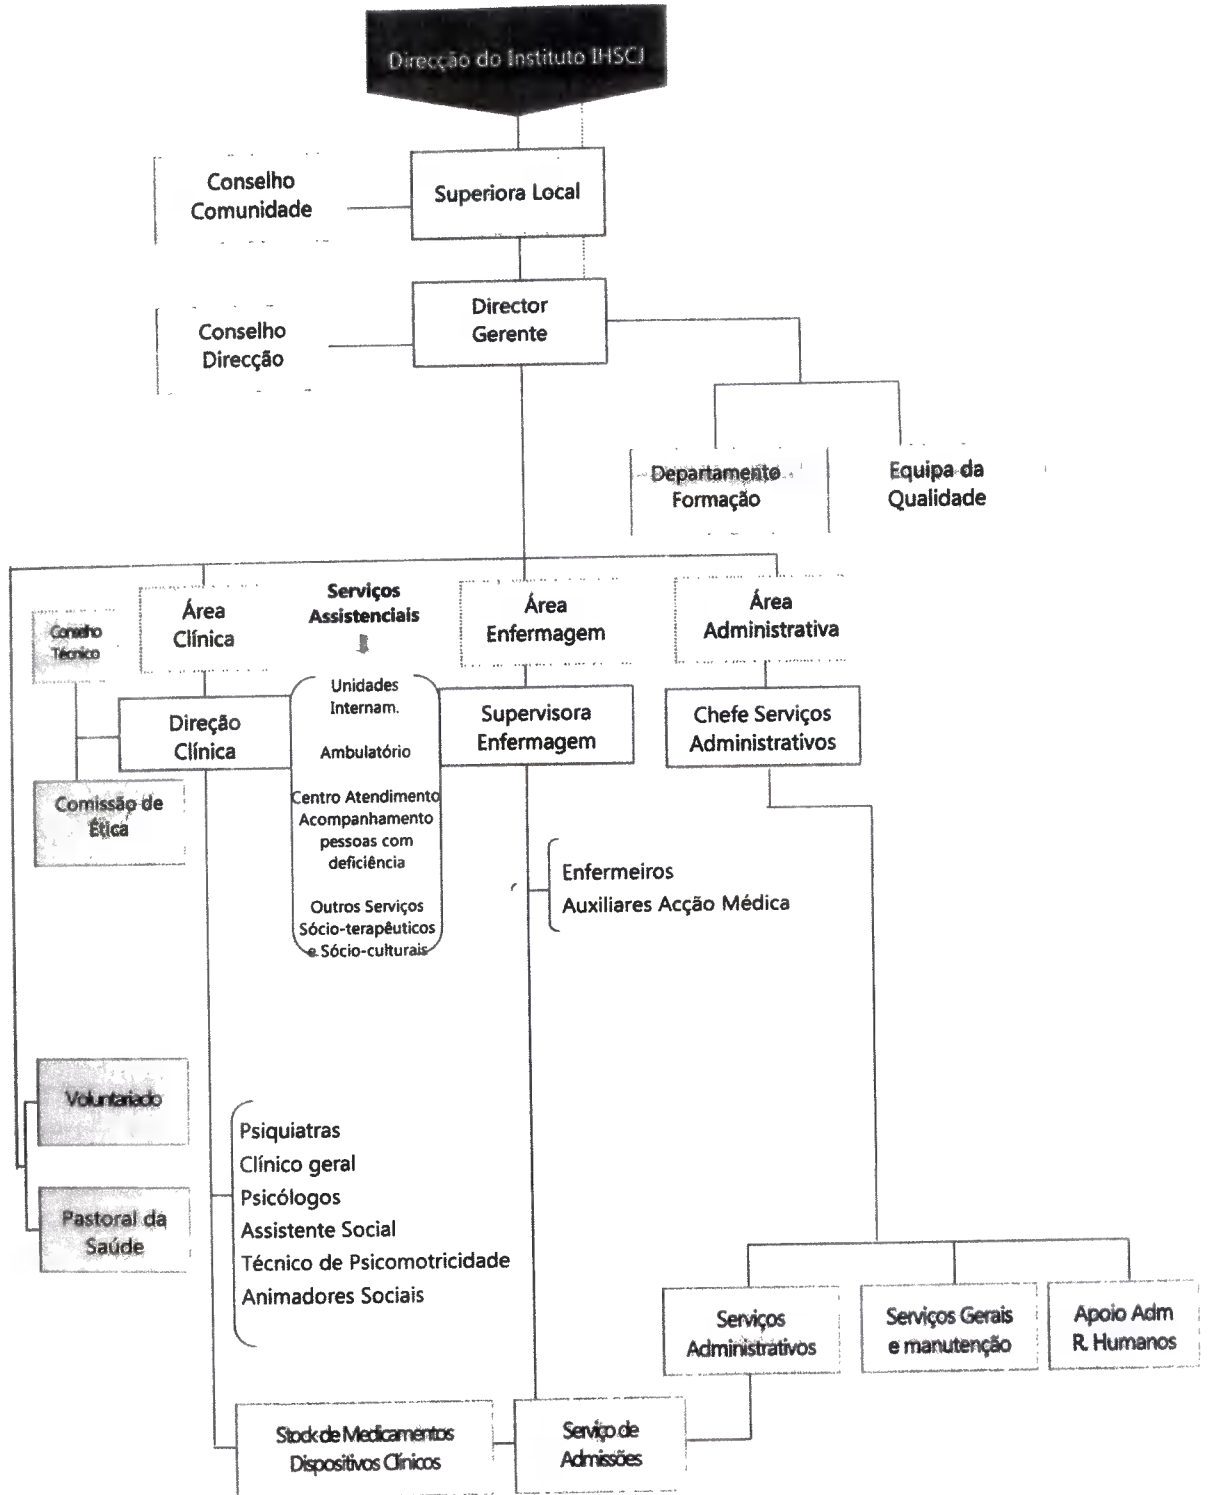 Direcção do Instituto IHSCJ
Conselho
Comunidade
Superiora Local
Conselho
Direcção
Director
Gerente
Departamento
Formação
Equipa da
Qualidade
Conselho
Técnico
Área
Clínica
Serviços
Assistenciais
Área
Enfermagem
Área
Administrativa
Direção
Clínica
Unidades
Internam.
Ambulatório
Centro Atendimento
Acompanhamento
pessoas com
deficiência
Outros Serviços
Sócio-terapêuticos
e Sócio-culturais
Supervisora
Enfermagem
Chefe Serviços
Administrativos
Comissão de
Ética
Enfermeiros
Auxiliares Acção Médica
Voluntariado
Pastoral da
Saúde
Psiquiatras
Clínico geral
Psicólogos
Assistente Social
Técnico de Psicomotricidade
Animadores Sociais
Serviços
Administrativos
Serviços Gerais
e manutenção
Apoio Adm
R. Humanos
Stock de Medicamentos
Dispositivos Clínicos
Serviço de
Admissões